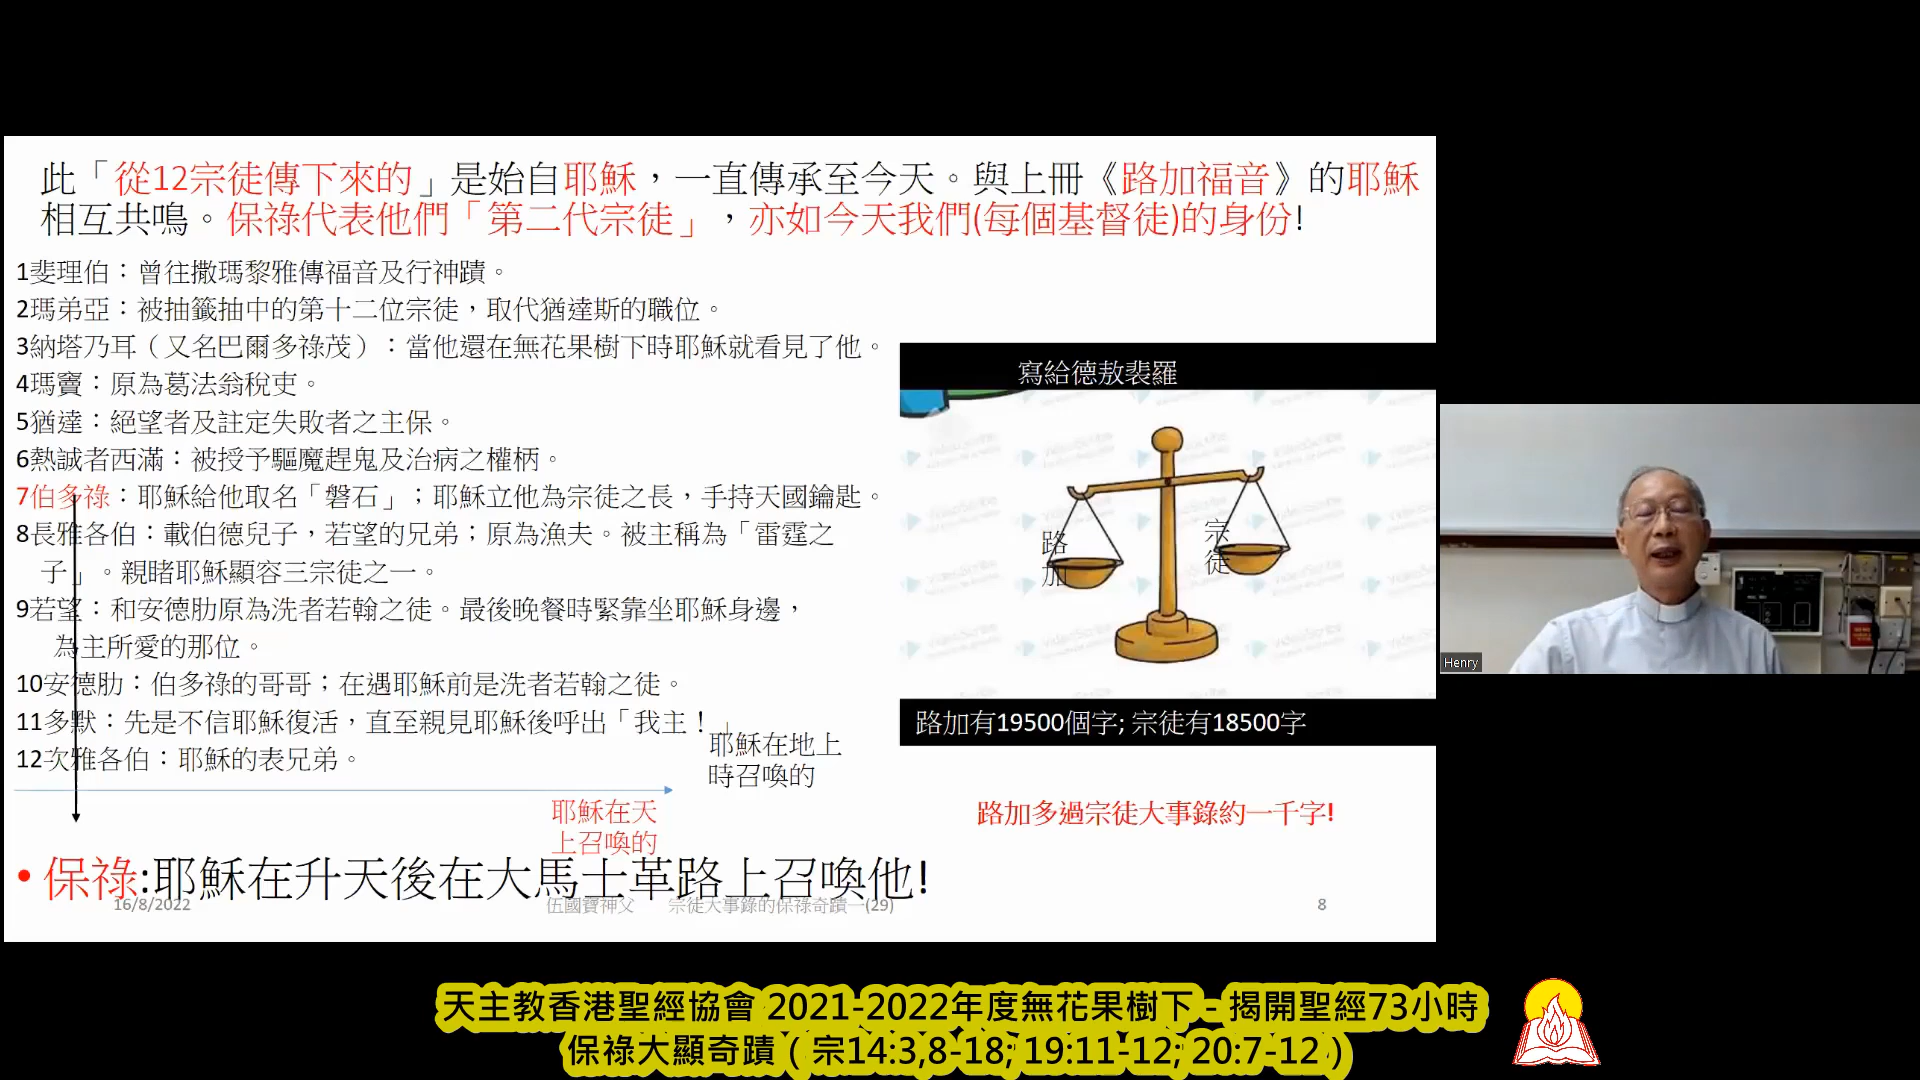 此「從12宗徒傳下來的」是始自耶穌，一直傳承至今天。與上冊《路加福音》的耶穌
相互共鳴。保祿代表他們「第二代宗徒」，亦如今天我們(每個基督徒)的身份!
1斐理伯：曾往撒瑪黎雅傳福音及行神蹟。
2瑪弟亞：被抽籤抽中的第十二位宗徒，取代猶達斯的職位。
3納塔乃耳（又名巴爾多祿茂）：當他還在無花果樹下時耶穌就看見了他。
4瑪竇：原為葛法翁稅吏。
5猶達：絕望者及註定失敗者之主保。
6熱誠者西滿：被授予驅魔趕鬼及治病之權柄。
7伯多祿：耶穌給他取名「磐石」；耶穌立他為宗徒之長，手持天國鑰匙。
8長雅各伯：載伯德兒子，若望的兄弟；原為漁夫。被主稱為「雷霆之
子」。親睹耶穌顯容三宗徒之一。
9若望：和安德肋原為洗者若翰之徒。最後晚餐時緊靠坐耶穌身邊，
為主所愛的那位。
10安德肋：伯多祿的哥哥；在遇耶穌前是洗者若翰之徒。
11多默：先是不信耶穌復活，直至親見耶穌後呼出「我主！」
12次雅各伯：耶穌的表兄弟。
耶穌在地上
時召喚的
耶穌在天
上召喚的
• 保祿:耶穌在升天後在大馬士革路上召喚他!
16/8/2022
伍國寶神父 宗徒大事錄的保祿奇蹟一(29)
8
寫給德敖裴羅
路加
宗徒
路加有19500個字; 宗徒有18500字
路加多過宗徒大事錄約一千字!
Henry
天主教香港聖經協會 2021-2022年度無花果樹下 - 揭開聖經73小時
保祿大顯奇蹟（宗14:3,8-18; 19:11-12; 20:7-12）